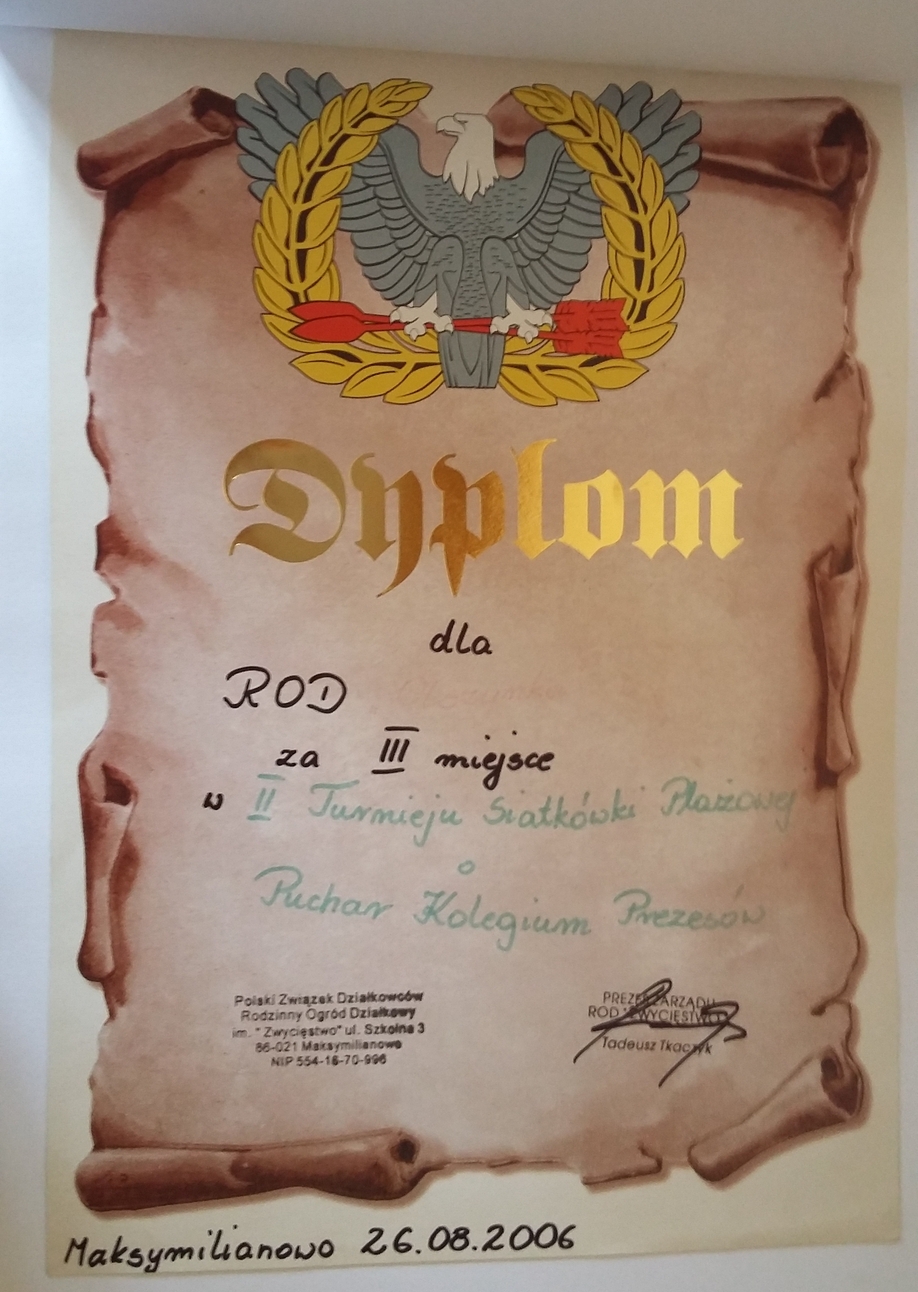 Dyplom
dla
ROD
za III miejsce
w II Turnieju Siatkówki Plażowej
o
Puchar Kolegium Prezesów
Polski Związek Działkowców
Rodzinny Ogród Działkowy
im. "Zwycięstwo" ul. Szkolna 3
86-021 Maksymilianowo
NIP 554-16-70-996
PREZES ZARZĄDU
ROD "ZWYCIĘSTWO"
Tadeusz Tkaczyk
Maksymilianowo 26.08.2006